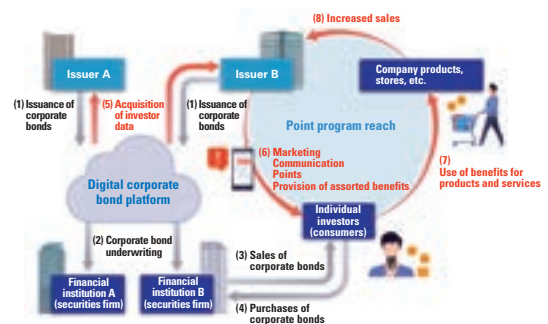 (8) Increased sales
Issuer A
Issuer B
Company products,
stores, etc.
(1) Issuance of
corporate
bonds
(5) Acquisition
of investor
data
(1) Issuance of
corporate
bonds
Point program reach
(6) Marketing
Communication
Points
Provision of assorted benefits
(7)
Use of benefits for
products and services
Digital corporate
bond platform
Individual
investors
(consumers)
(2) Corporate bond
underwriting
(3) Sales of
corporate bonds
Financial
institution A
(securities firm)
Financial
institution B
(securities firm)
(4) Purchases of
corporate bonds